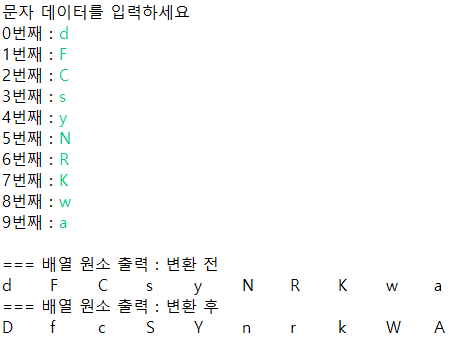 문자 데이터를 입력하세요
0번째 : d
1번째 : F
2번째 : C
3번째 : s
4번째 : y
5번째 : N
6번째 : R
7번째 : K
8번째 : w
9번째 : a
=== 배열 원소 출력 : 변환 전
d F C s y N R K w a
=== 배열 원소 출력 : 변환 후
D f c S Y n r k W A